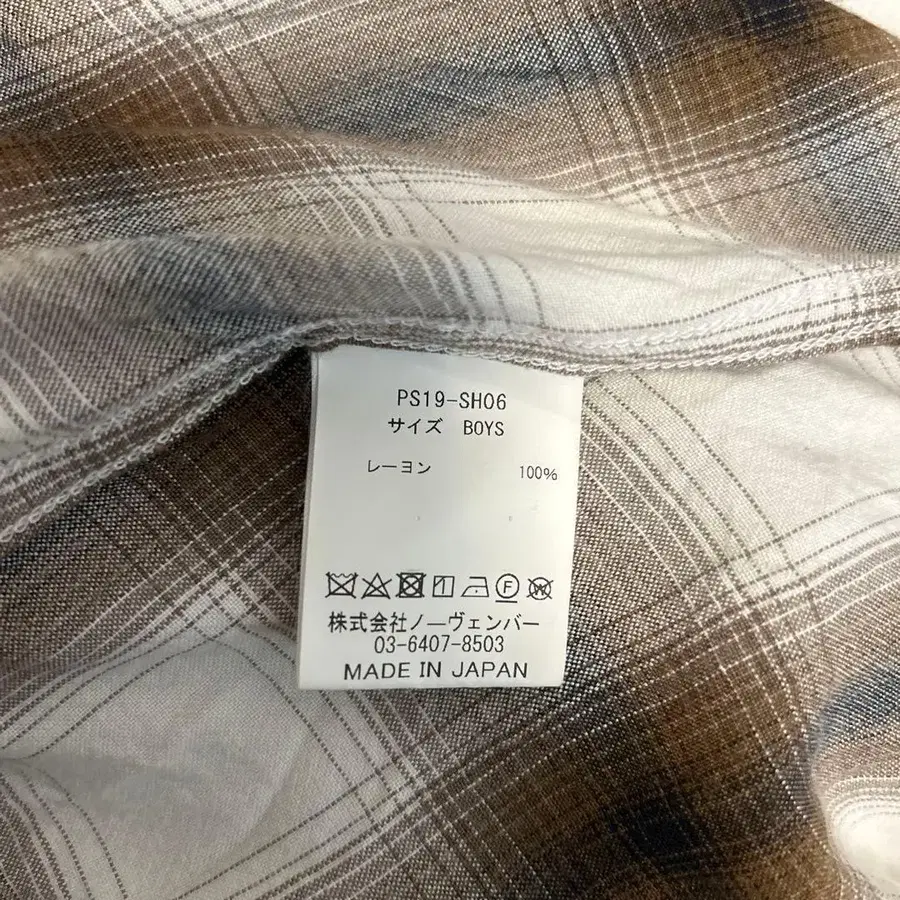 PS19-SH06
サイズ BOYS
レーヨン 100%
株式会社ノーヴェンバー
03-6407-8503
MADE IN JAPAN